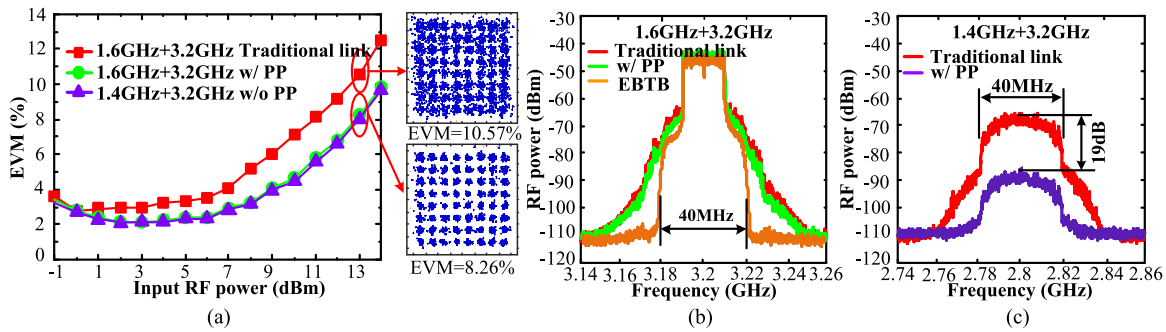 14
12
10
8
6
4
2
0
EVM (%)
1.6GHz+3.2GHz Traditional link
1.6GHz+3.2GHz w/ PP
1.4GHz+3.2GHz w/o PP
-1 1 3 5 7 9 11 13
Input RF power (dBm)
(a)
EVM=10.57%
EVM=8.26%
-30
-40
-50
-60
-70
-80
-90
-100
-110
-120
RF power (dBm)
1.6GHz+3.2GHz
Traditional link
w/ PP
EBTB
40MHz
3.14 3.16 3.18 3.2 3.22 3.24 3.26
Frequency (GHz)
(b)
-30
-40
-50
-60
-70
-80
-90
-100
-110
-120
RF power (dBm)
1.4GHz+3.2GHz
Traditional link
w/ PP
40MHz
19dB
2.74 2.76 2.78 2.8 2.82 2.84 2.86
Frequency (GHz)
(c)